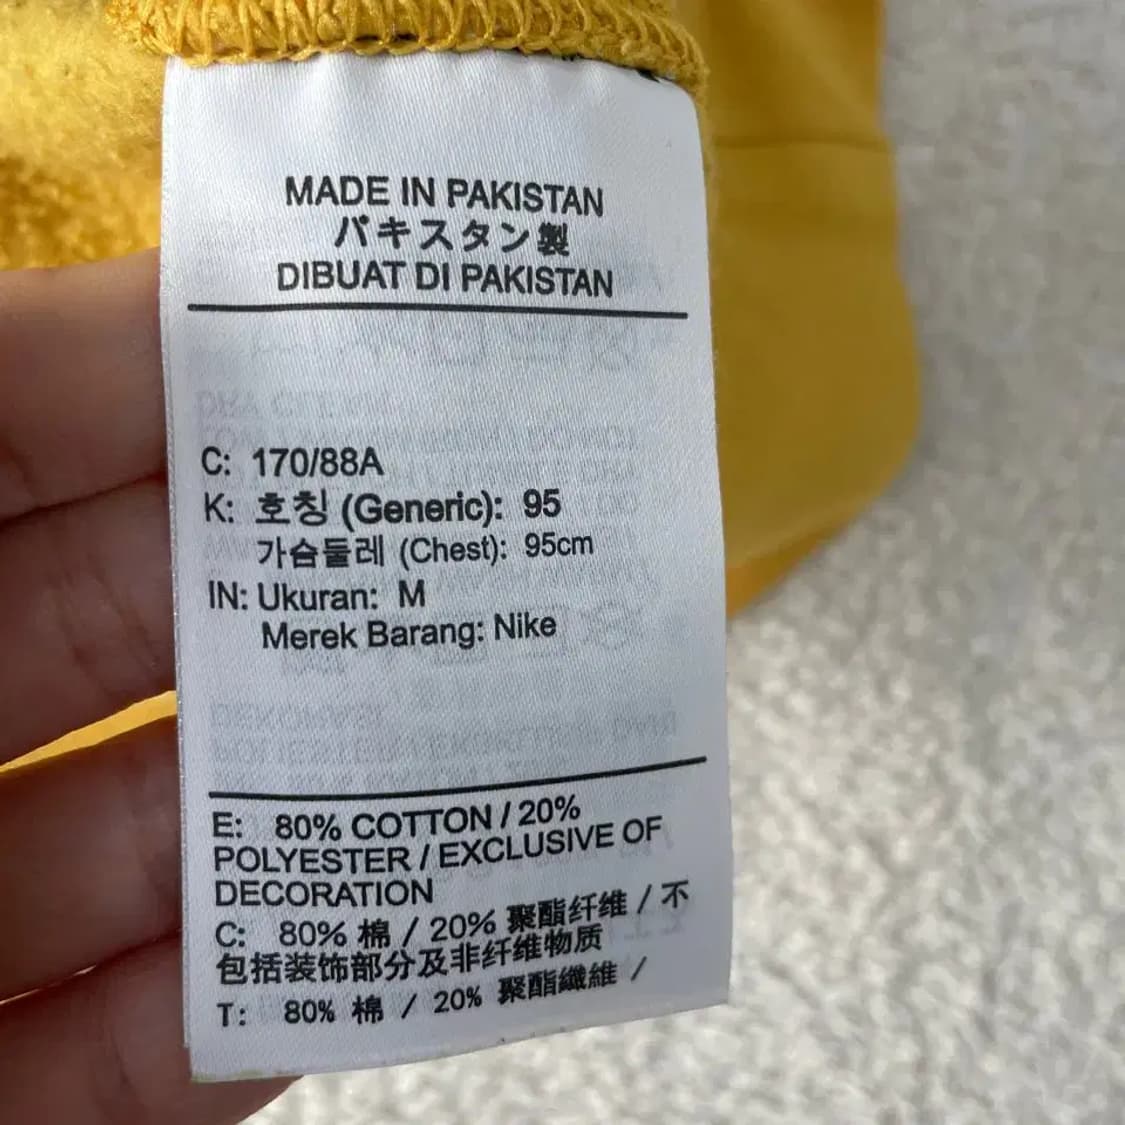 MADE IN PAKISTAN
パキスタン製
DIBUAT DI PAKISTAN
C: 170/88A
K: 호칭 (Generic): 95
가슴둘레 (Chest): 95cm
IN: Ukuran: M
Merek Barang: Nike
E: 80% COTTON / 20%
POLYESTER / EXCLUSIVE OF
DECORATION
C: 80% 棉 / 20% 聚酯纤维 / 不
包括装饰部分及非纤维物质
T: 80% 棉 / 20% 聚酯纖維 /